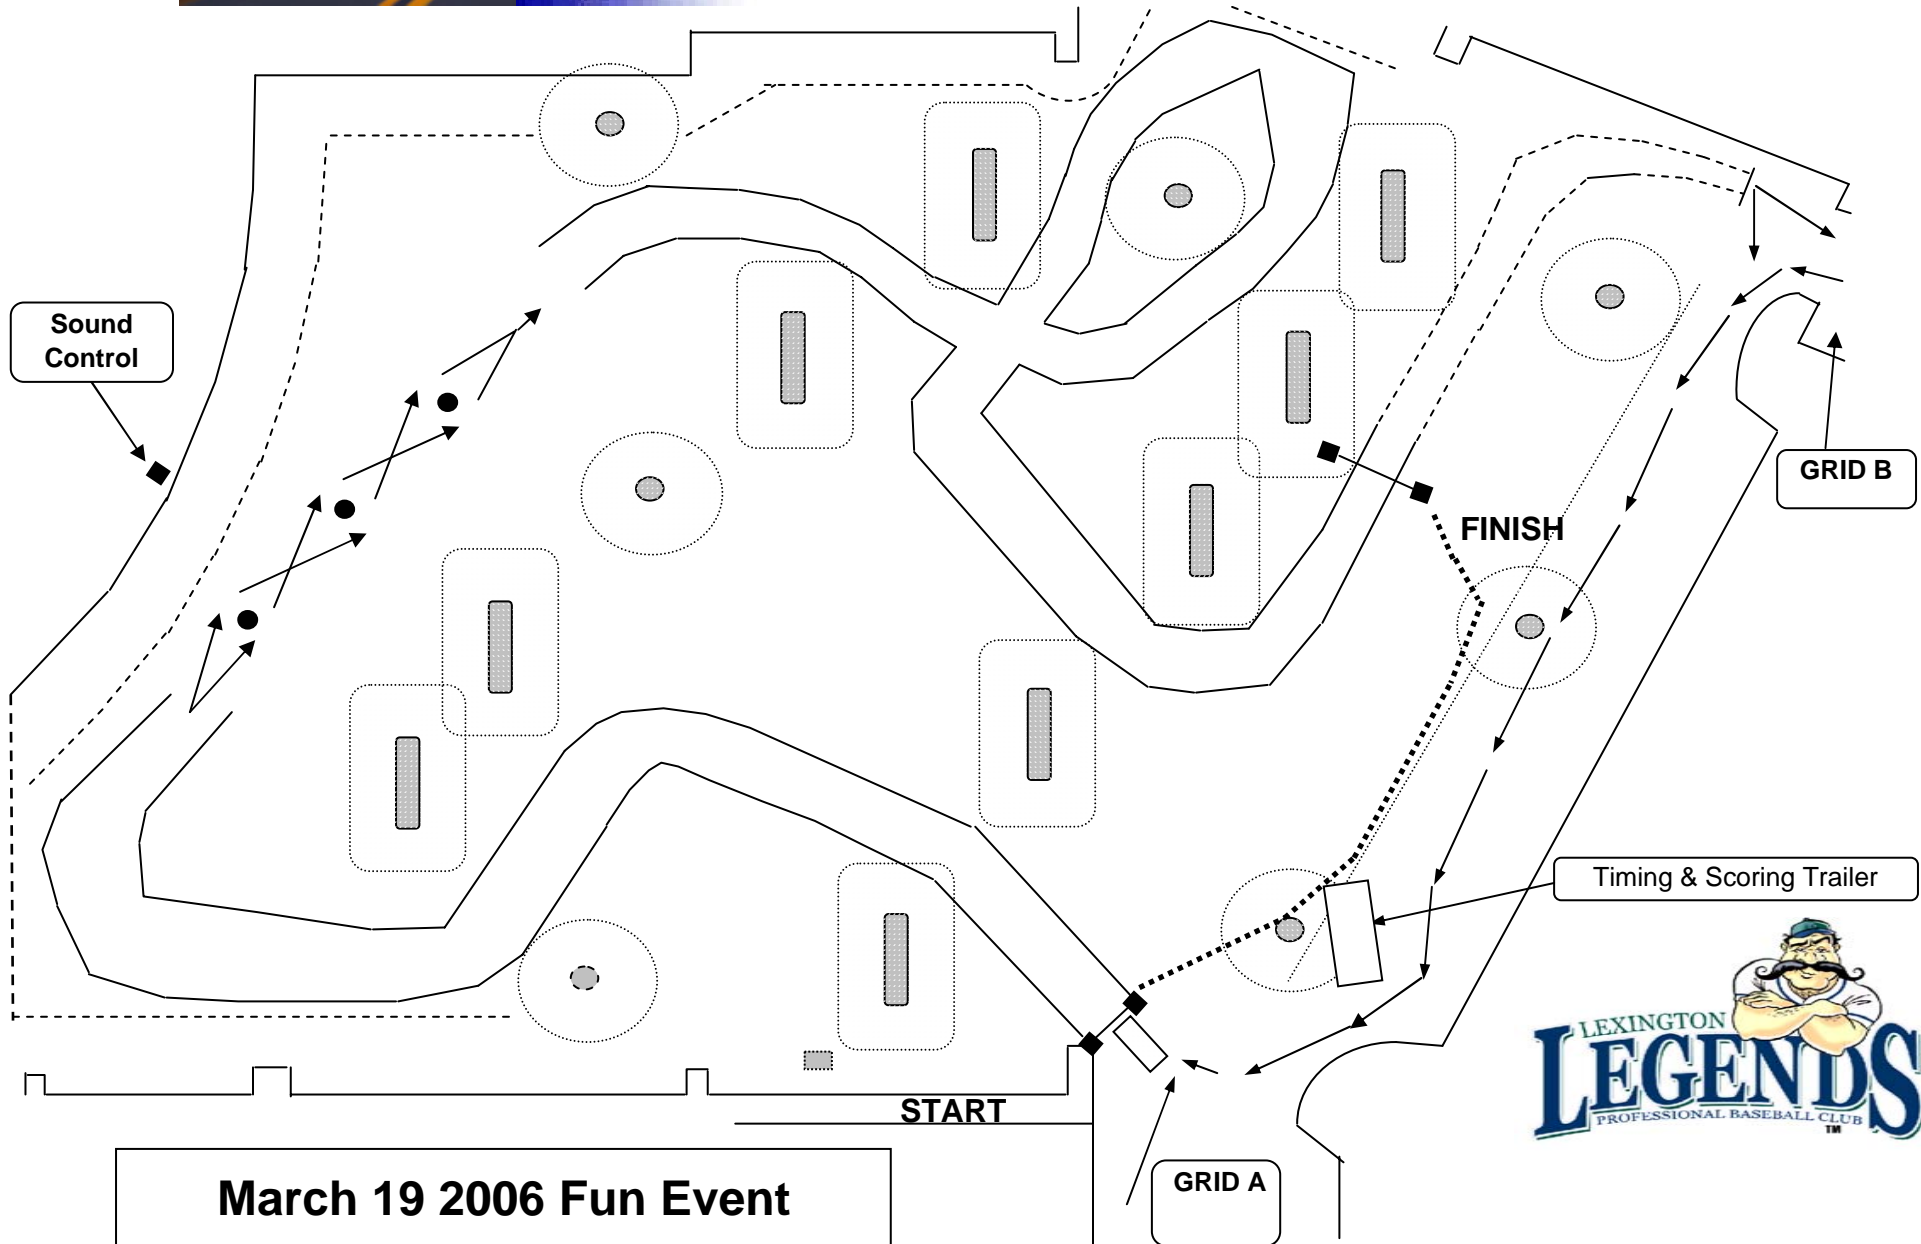 Sound
Control
GRID B
FINISH
Timing & Scoring Trailer
LEXINGTON
LEGENDS
PROFESSIONAL BASEBALL CLUB
TM
START
GRID A
March 19 2006 Fun Event